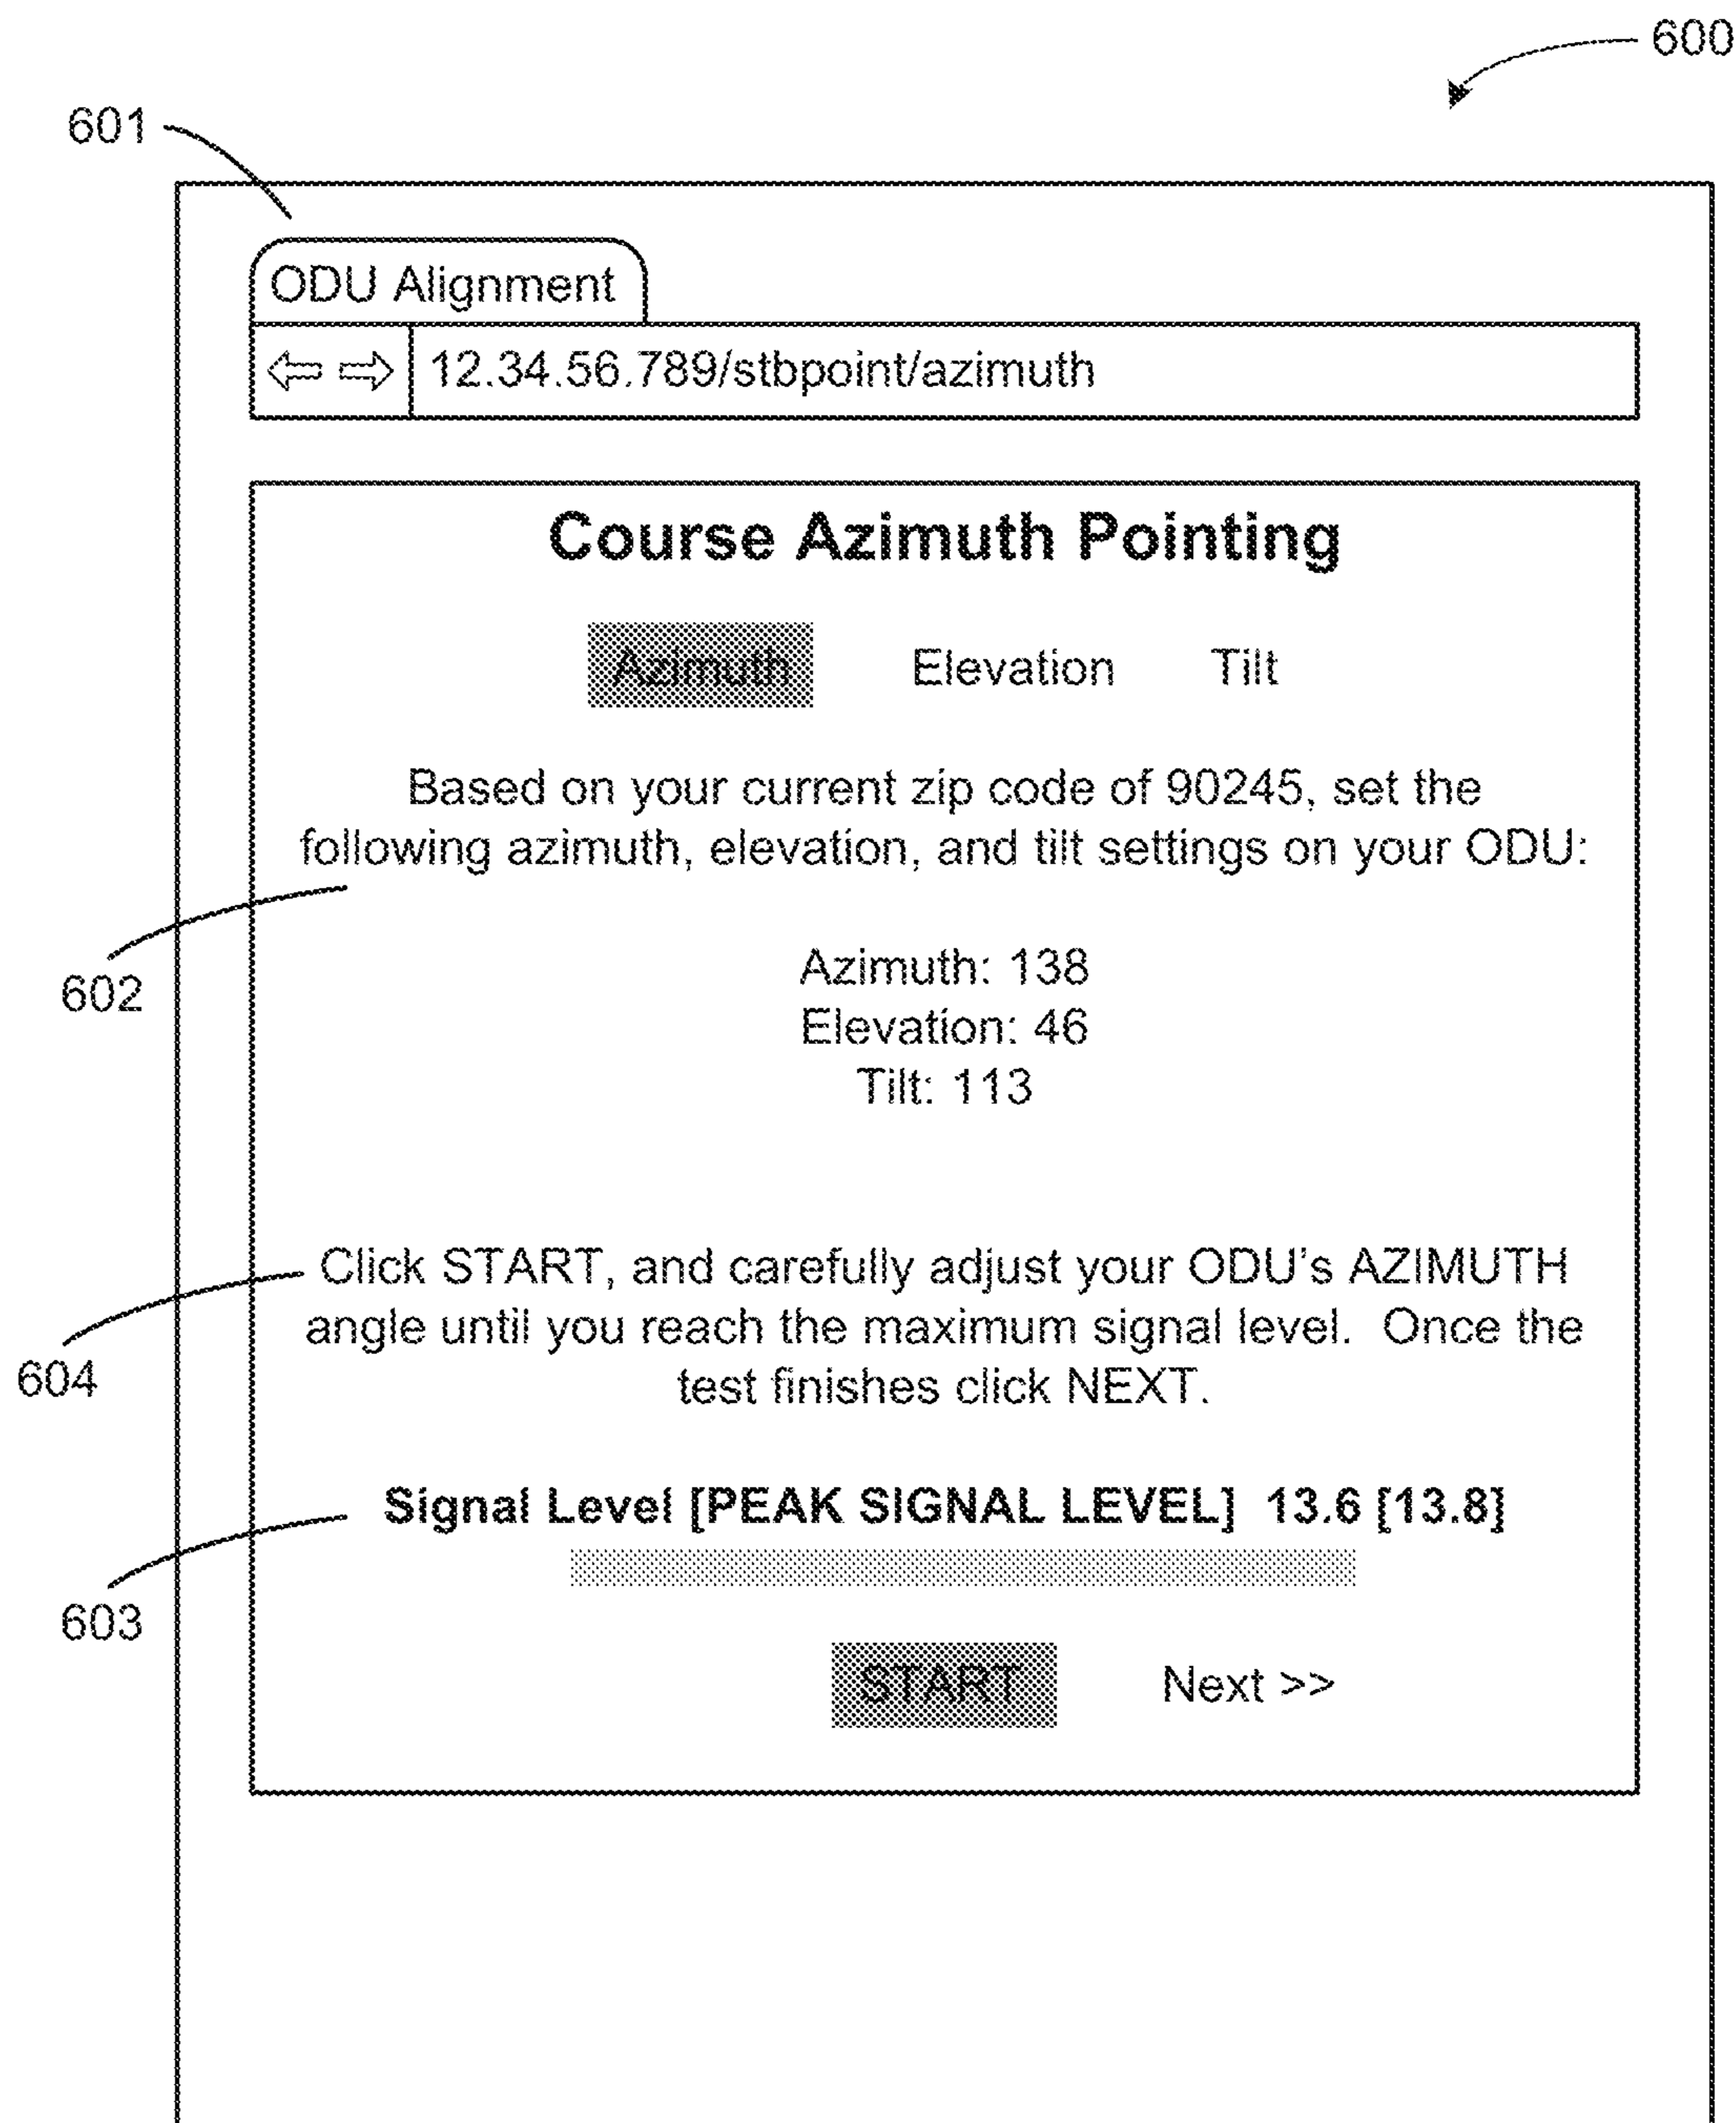 600
601
ODU Alignment
12.34.56.789/stbpoint/azimuth
Course Azimuth Pointing
Azimuth Elevation Tilt
Based on your current zip code of 90245, set the
following azimuth, elevation, and tilt settings on your ODU:
602
Azimuth: 138
Elevation: 46
Tilt: 113
Click START, and carefully adjust your ODU's AZIMUTH
angle until you reach the maximum signal level. Once the
test finishes click NEXT.
604
Signal Level [PEAK SIGNAL LEVEL] 13.6 [13.8]
603
START Next >>